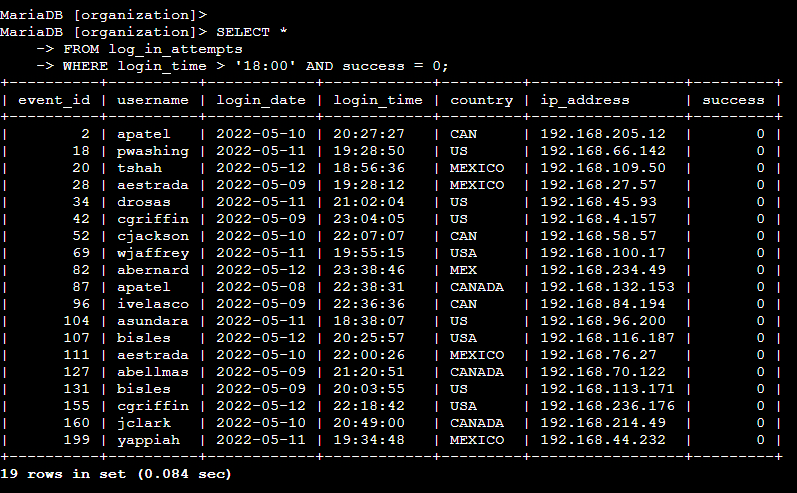 MariaDB [organization]>
MariaDB [organization]> SELECT *
    -> FROM log_in_attempts
    -> WHERE login_time > '18:00' AND success = 0;
+----------+----------+------------+------------+---------+-----------------+---------+
| event_id | username | login_date | login_time | country | ip_address      | success |
+----------+----------+------------+------------+---------+-----------------+---------+
|        2 | apatel   | 2022-05-10 | 20:27:27   | CAN     | 192.168.205.12  |       0 |
|       18 | pwashing | 2022-05-11 | 19:28:50   | US      | 192.168.66.142  |       0 |
|       20 | tshah    | 2022-05-12 | 18:56:36   | MEXICO  | 192.168.109.50  |       0 |
|       28 | aestrada | 2022-05-09 | 19:28:12   | MEXICO  | 192.168.27.57   |       0 |
|       34 | drosas   | 2022-05-11 | 21:02:04   | US      | 192.168.45.93   |       0 |
|       42 | cgriffin | 2022-05-09 | 23:04:05   | US      | 192.168.4.157   |       0 |
|       52 | cjackson | 2022-05-10 | 22:07:07   | CAN     | 192.168.58.57   |       0 |
|       69 | wjaffrey | 2022-05-11 | 19:55:15   | USA     | 192.168.100.17  |       0 |
|       82 | abernard | 2022-05-12 | 23:38:46   | MEX     | 192.168.234.49  |       0 |
|       87 | apatel   | 2022-05-08 | 22:38:31   | CANADA  | 192.168.132.153 |       0 |
|       96 | ivelasco | 2022-05-09 | 22:36:36   | CAN     | 192.168.84.194  |       0 |
|      104 | asundara | 2022-05-11 | 18:38:07   | US      | 192.168.96.200  |       0 |
|      107 | bisles   | 2022-05-12 | 20:25:57   | USA     | 192.168.116.187 |       0 |
|      111 | aestrada | 2022-05-10 | 22:00:26   | MEXICO  | 192.168.76.27   |       0 |
|      127 | abellmas | 2022-05-09 | 21:20:51   | CANADA  | 192.168.70.122  |       0 |
|      131 | bisles   | 2022-05-09 | 20:03:55   | US      | 192.168.113.171 |       0 |
|      155 | cgriffin | 2022-05-12 | 22:18:42   | USA     | 192.168.236.176 |       0 |
|      160 | jclark   | 2022-05-10 | 20:49:00   | CANADA  | 192.168.214.49  |       0 |
|      199 | yappiah  | 2022-05-11 | 19:34:48   | MEXICO  | 192.168.44.232  |       0 |
+----------+----------+------------+------------+---------+-----------------+---------+
19 rows in set (0.084 sec)